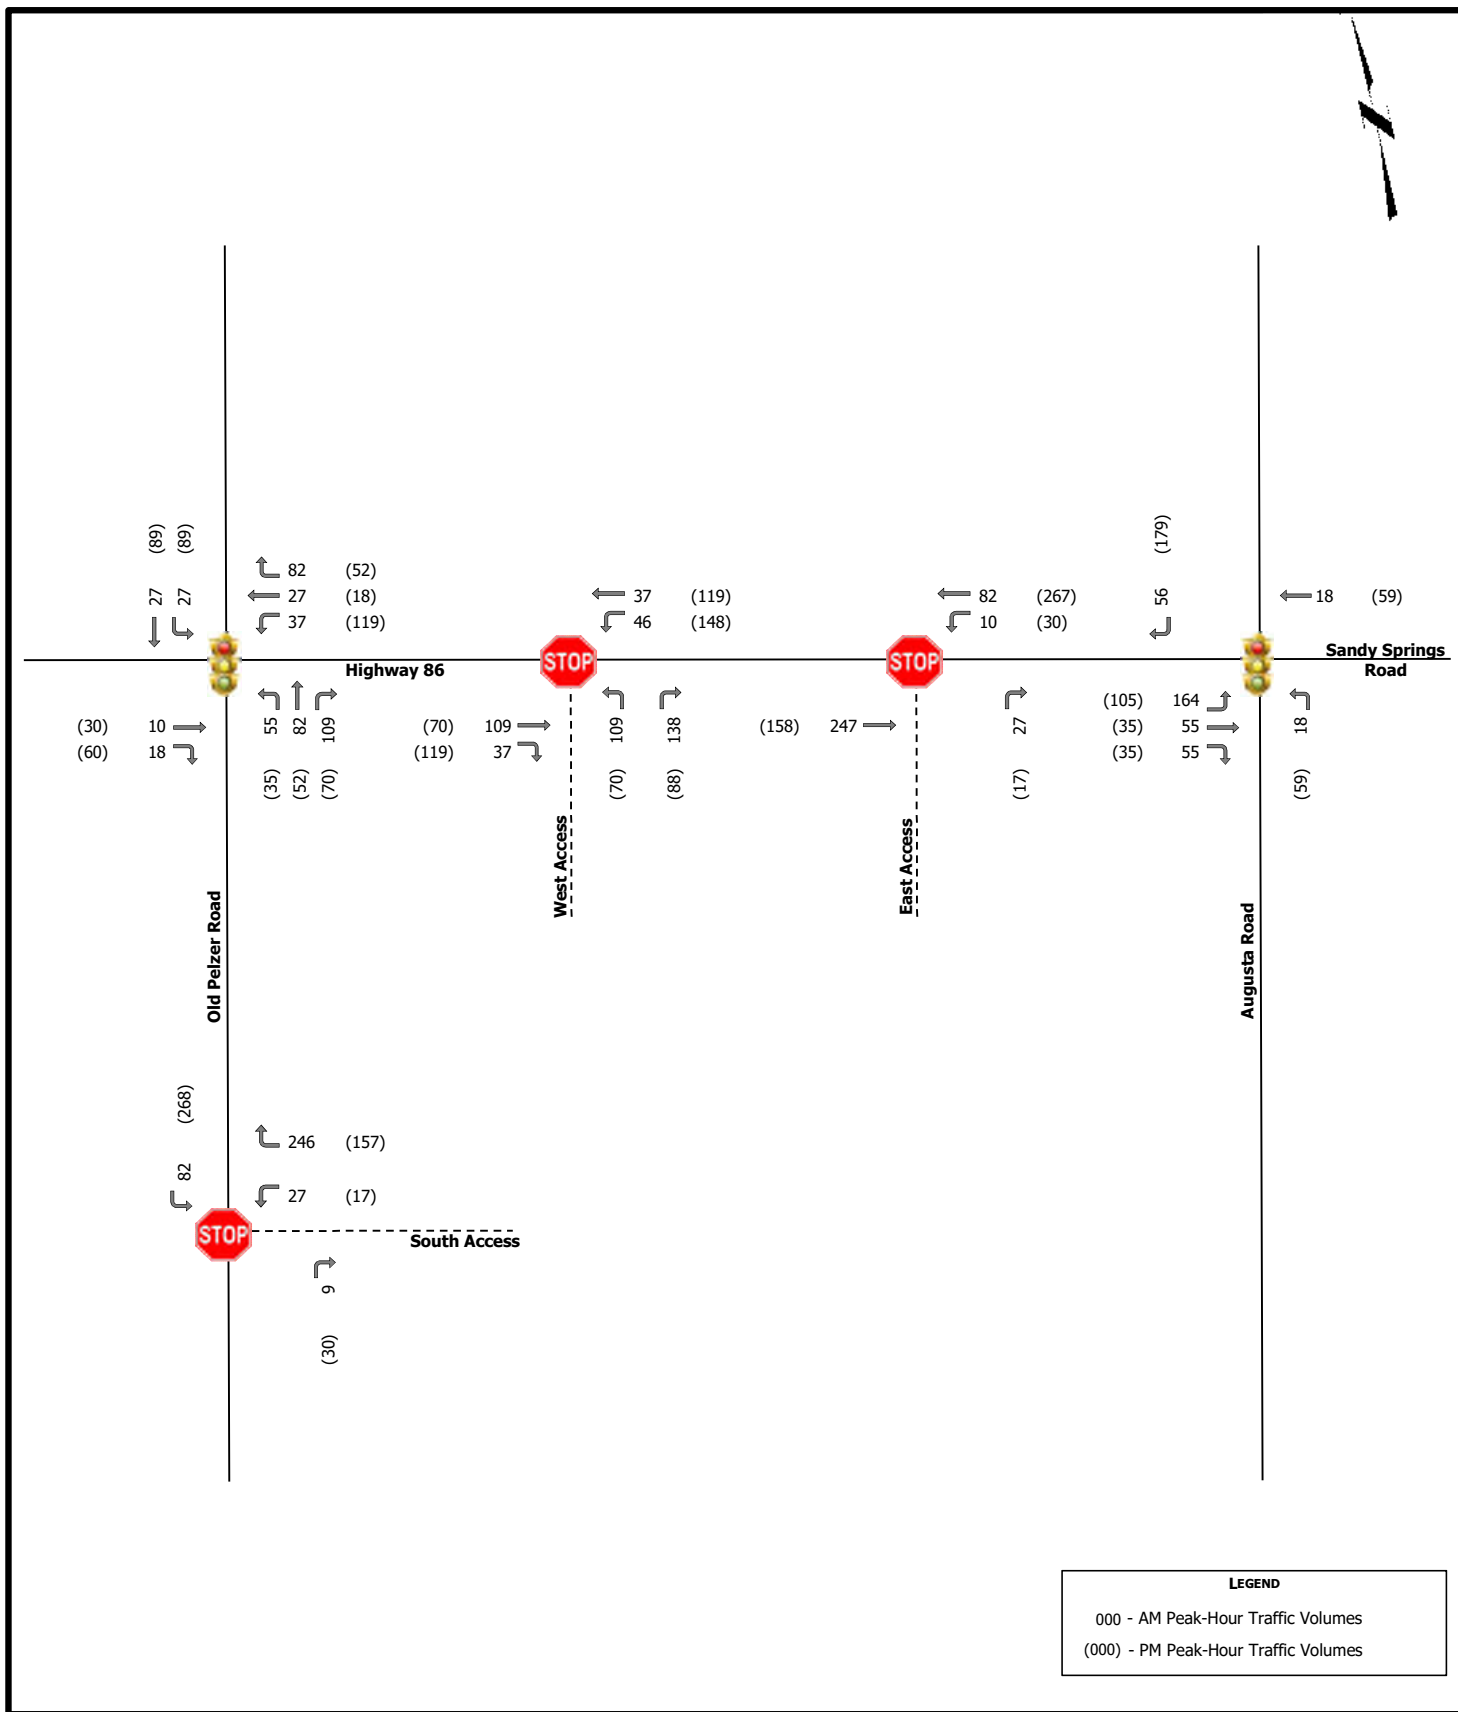 (89) (89) (179)
82 (52)
27 27 27 (18) 37 (119) 82 (267) 56 18 (59)
37 (119) 46 (148) 10 (30)
Sandy Springs
Road
STOP STOP
Highway 86
(30) 10 55 82 109 (70) 109 109 138 (158) 247 27 (105) 164
(35) 55 18
(60) 18 (119) 37 (35) 55
(35) (52) (70) (70) (88) (17) (59)
West Access
East Access
Old Pelzer Road
Augusta Road
(268)
246 (157)
82
27 (17)
STOP
South Access
9
(30)
LEGEND
000 - AM Peak-Hour Traffic Volumes
(000) - PM Peak-Hour Traffic Volumes